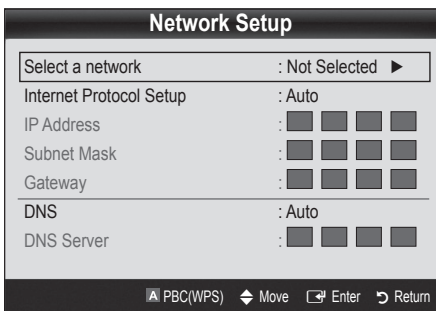 Network Setup
Select a network : Not Selected ►
Internet Protocol Setup : Auto
IP Address :
Subnet Mask :
Gateway :
DNS : Auto
DNS Server :
A PBC(WPS) Move Enter Return